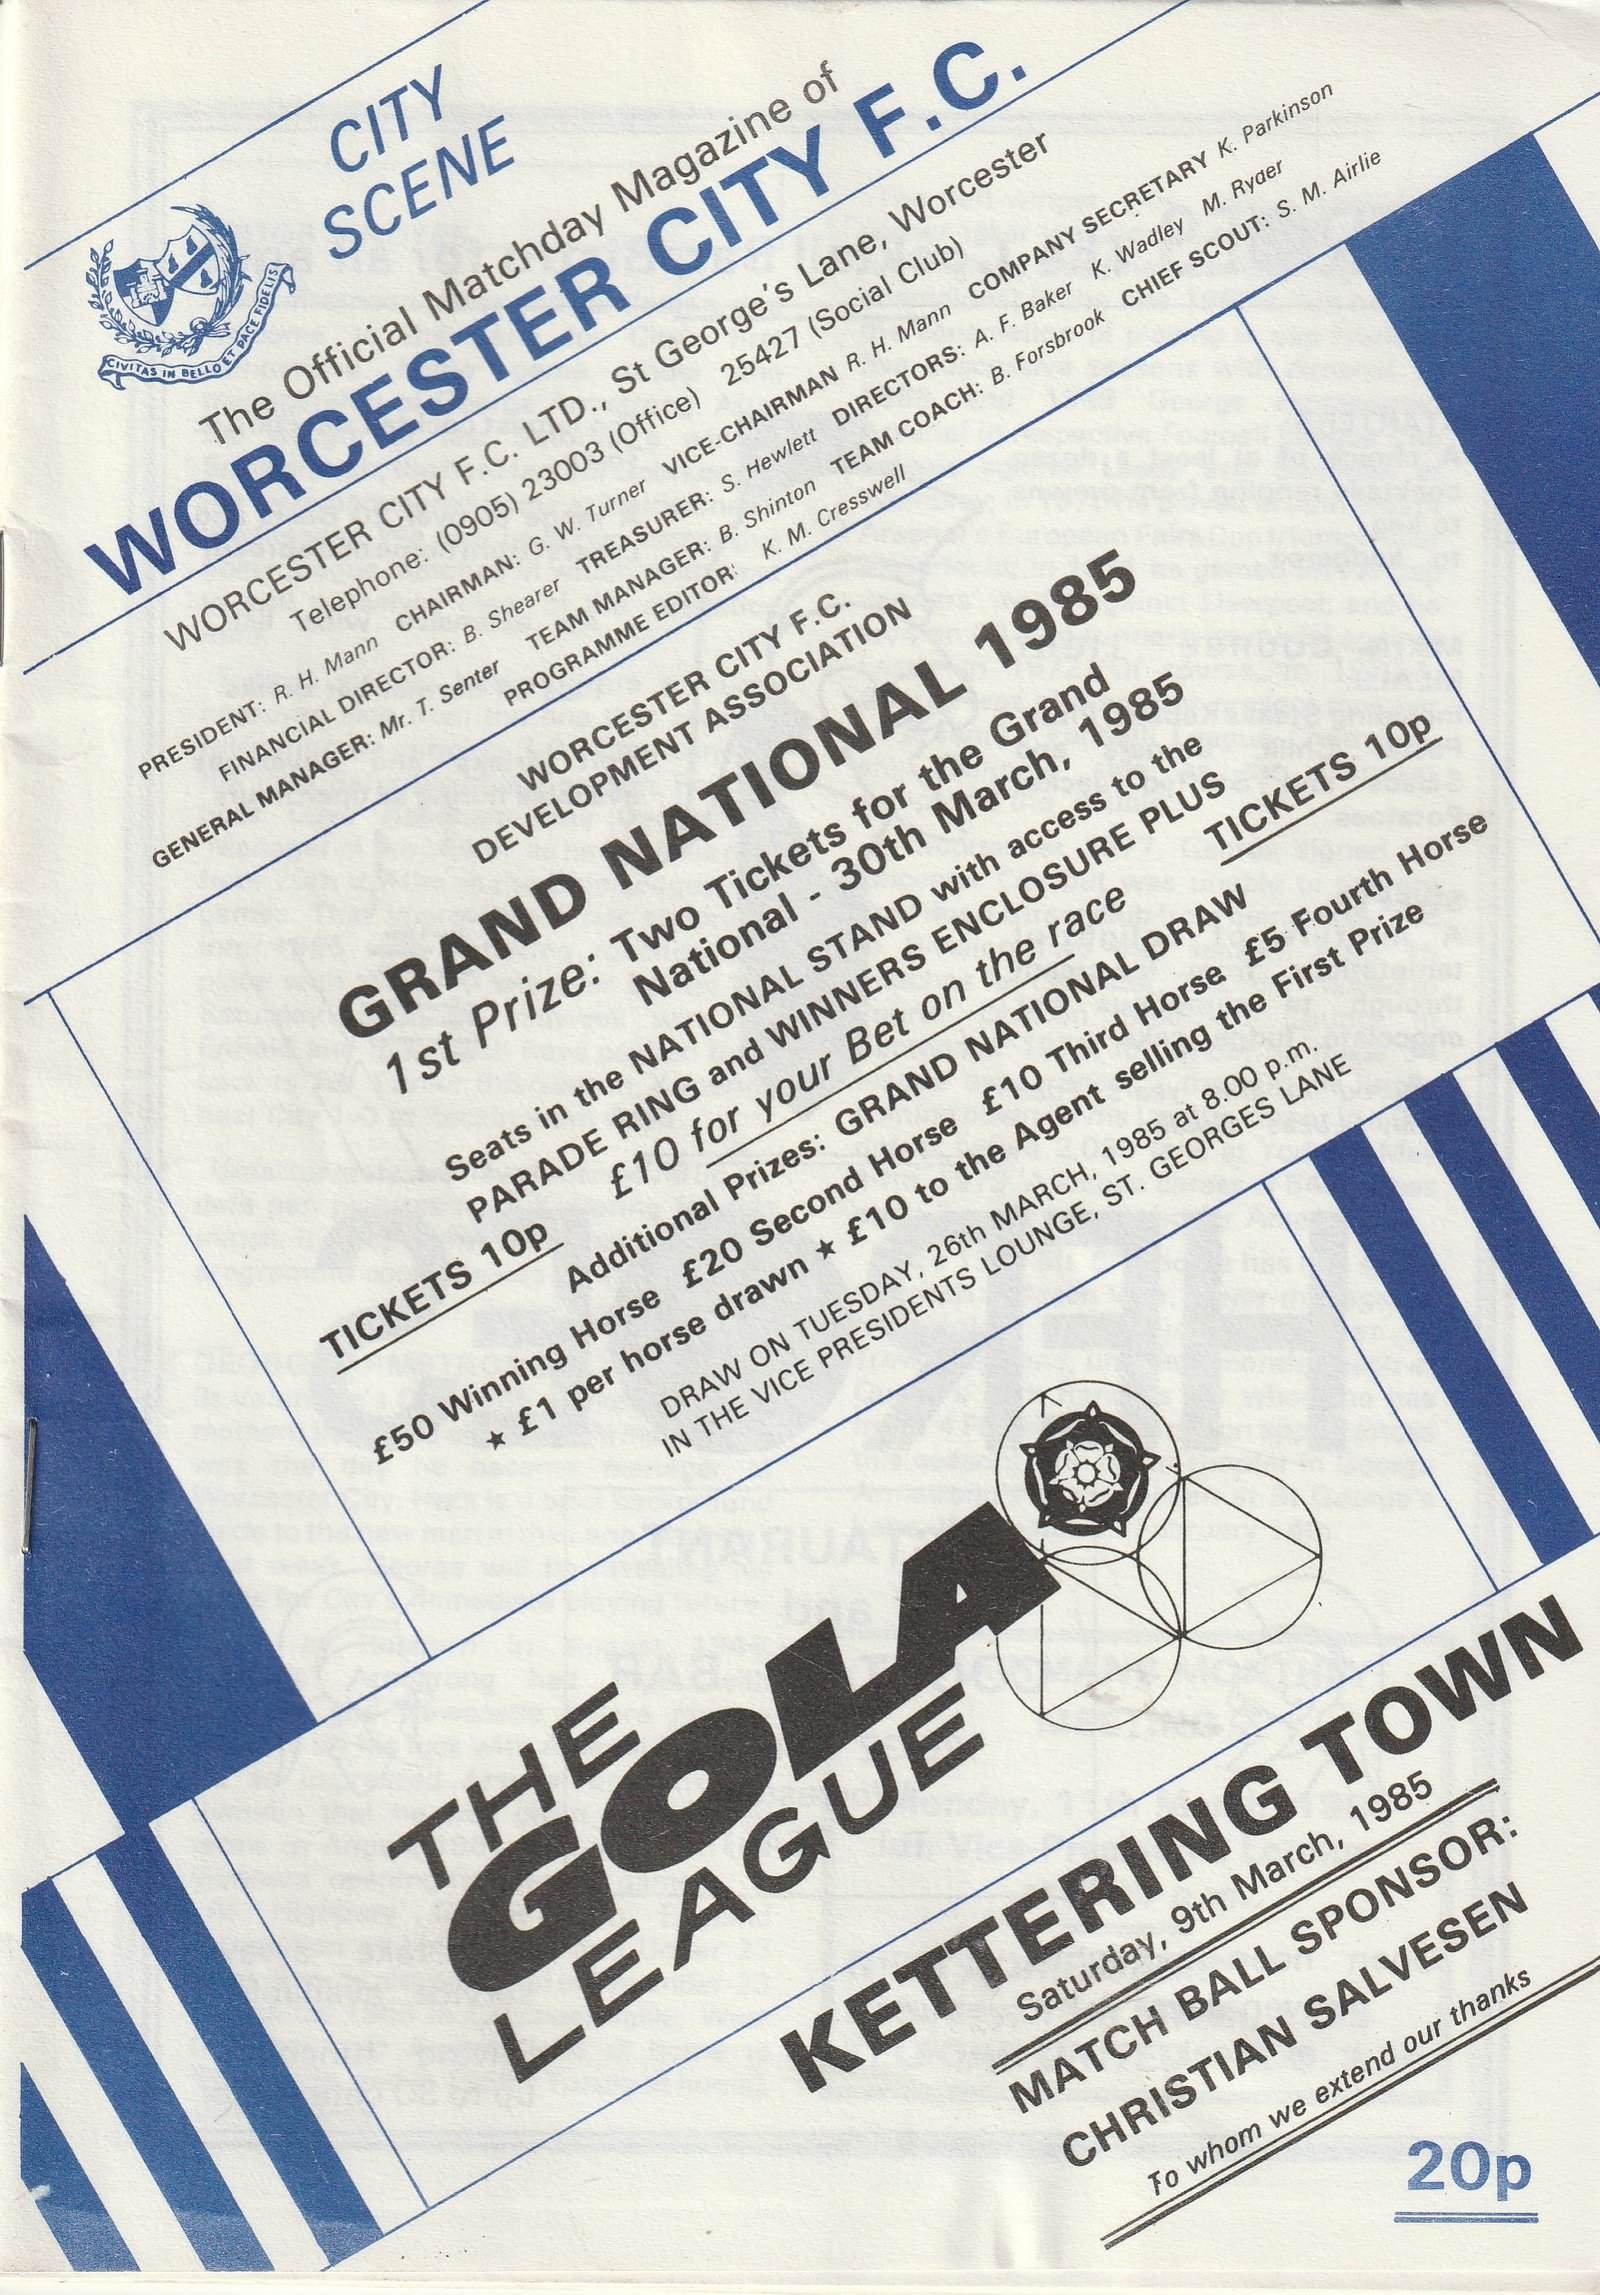 CITY
SCENE
CIVITAS IN BELLO ET PACE FIDELIS
The Official Matchday Magazine of
WORCESTER CITY F.C.
WORCESTER CITY F.C. LTD., St George's Lane, Worcester
Telephone: (0905) 23003 (Office) 25427 (Social Club)
PRESIDENT: R. H. Mann CHAIRMAN: G. W. Turner VICE-CHAIRMAN R. H. Mann COMPANY SECRETARY K. Parkinson
FINANCIAL DIRECTOR: B. Shearer TREASURER: S. Hewlett DIRECTORS: A. F. Baker K. Wadley M. Ryder
GENERAL MANAGER: Mr. T. Senter TEAM MANAGER: B. Shinton TEAM COACH: B. Forsbrook CHIEF SCOUT: S. M. Airlie
PROGRAMME EDITOR: K. M. Cresswell
WORCESTER CITY F.C.
DEVELOPMENT ASSOCIATION
GRAND NATIONAL 1985
1st Prize: Two Tickets for the Grand
National - 30th March, 1985
Seats in the NATIONAL STAND with access to the
PARADE RING and WINNERS ENCLOSURE PLUS
£10 for your Bet on the race
TICKETS 10p TICKETS 10p
Additional Prizes: GRAND NATIONAL DRAW
£50 Winning Horse £20 Second Horse £10 Third Horse £5 Fourth Horse
★ £1 per horse drawn ★ £10 to the Agent selling the First Prize
DRAW ON TUESDAY, 26th MARCH, 1985 at 8.00 p.m.
IN THE VICE PRESIDENTS LOUNGE, ST. GEORGES LANE
THE
GOLA
LEAGUE
KETTERING TOWN
Saturday, 9th March, 1985
MATCH BALL SPONSOR:
CHRISTIAN SALVESEN
To whom we extend our thanks
20p